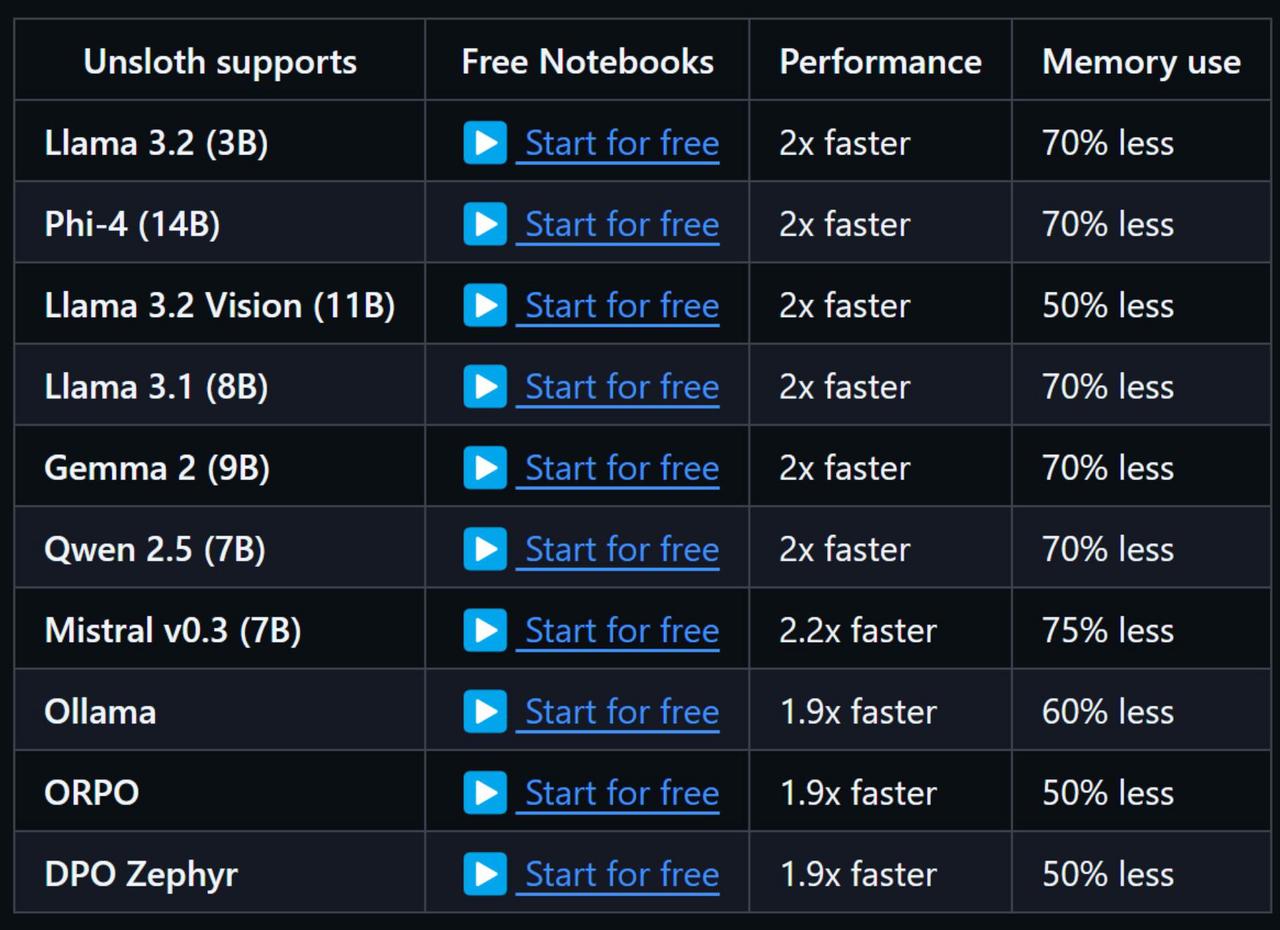 Unsloth supports Free Notebooks Performance Memory use
Llama 3.2 (3B) Start for free 2x faster 70% less
Phi-4 (14B) Start for free 2x faster 70% less
Llama 3.2 Vision (11B) Start for free 2x faster 50% less
Llama 3.1 (8B) Start for free 2x faster 70% less
Gemma 2 (9B) Start for free 2x faster 70% less
Qwen 2.5 (7B) Start for free 2x faster 70% less
Mistral v0.3 (7B) Start for free 2.2x faster 75% less
Ollama Start for free 1.9x faster 60% less
ORPO Start for free 1.9x faster 50% less
DPO Zephyr Start for free 1.9x faster 50% less